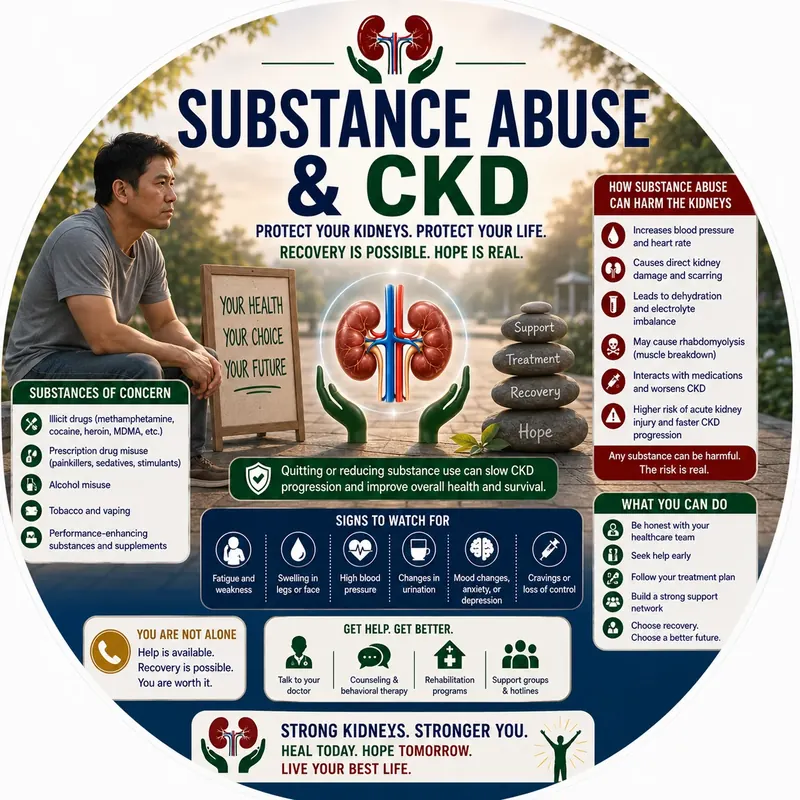 SUBSTANCE ABUSE
& CKD
PROTECT YOUR KIDNEYS. PROTECT YOUR LIFE.
RECOVERY IS POSSIBLE. HOPE IS REAL.
YOUR HEALTH
YOUR CHOICE
YOUR FUTURE
Support
Treatment
Recovery
Hope
HOW SUBSTANCE ABUSE
CAN HARM THE KIDNEYS
Increases blood pressure
and heart rate
Causes direct kidney
damage and scarring
Leads to dehydration
and electrolyte
imbalance
May cause rhabdomyolysis
(muscle breakdown)
Interacts with medications
and worsens CKD
Higher risk of acute kidney
injury and faster CKD
progression
Any substance can be harmful.
The risk is real.
SUBSTANCES OF CONCERN
Illicit drugs (methamphetamine,
cocaine, heroin, MDMA, etc.)
Prescription drug misuse
(painkillers, sedatives, stimulants)
Alcohol misuse
Tobacco and vaping
Performance-enhancing
substances and supplements
Quitting or reducing substance use can slow CKD
progression and improve overall health and survival.
SIGNS TO WATCH FOR
Fatigue and
weakness
Swelling in
legs or face
High blood
pressure
Changes in
urination
Mood changes,
anxiety, or
depression
Cravings or
loss of control
WHAT YOU CAN DO
Be honest with your
healthcare team
Seek help early
Follow your treatment plan
Build a strong support
network
Choose recovery.
Choose a better future.
YOU ARE NOT ALONE
Help is available.
Recovery is possible.
You are worth it.
GET HELP. GET BETTER.
Talk to your
doctor
Counseling &
behavioral therapy
Rehabilitation
programs
Support groups
& hotlines
STRONG KIDNEYS. STRONGER YOU.
HEAL TODAY. HOPE TOMORROW.
LIVE YOUR BEST LIFE.